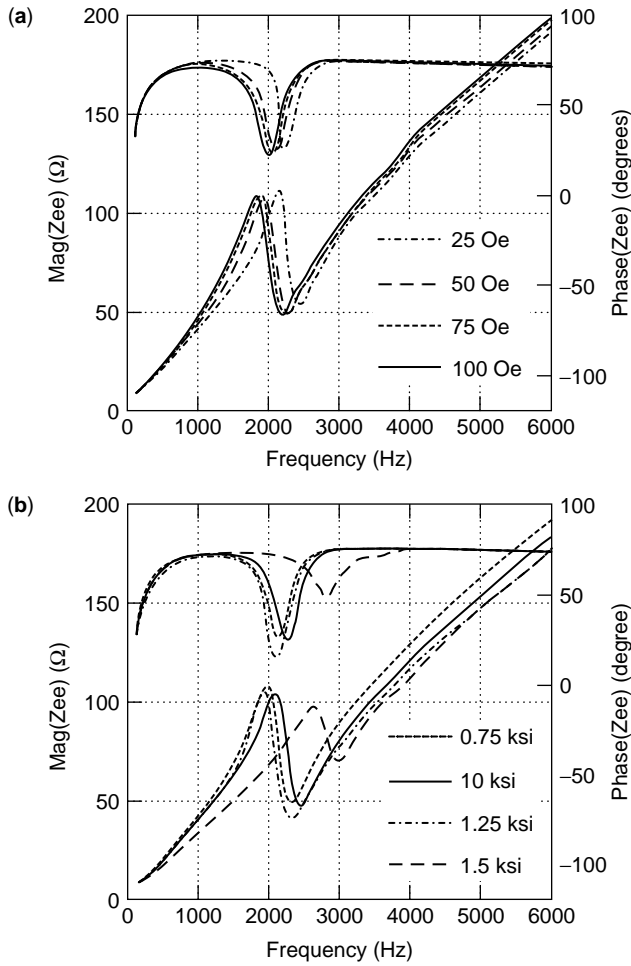 (a)
200
150
100
50
0
Mag(Zee) (Ω)
100
50
0
−50
−100
Phase(Zee) (degrees)
25 Oe
50 Oe
75 Oe
100 Oe
0 1000 2000 3000 4000 5000 6000
Frequency (Hz)
(b)
200
150
100
50
0
Mag(Zee) (Ω)
100
50
0
−50
−100
Phase(Zee) (degree)
0.75 ksi
10 ksi
1.25 ksi
1.5 ksi
0 1000 2000 3000 4000 5000 6000
Frequency (Hz)